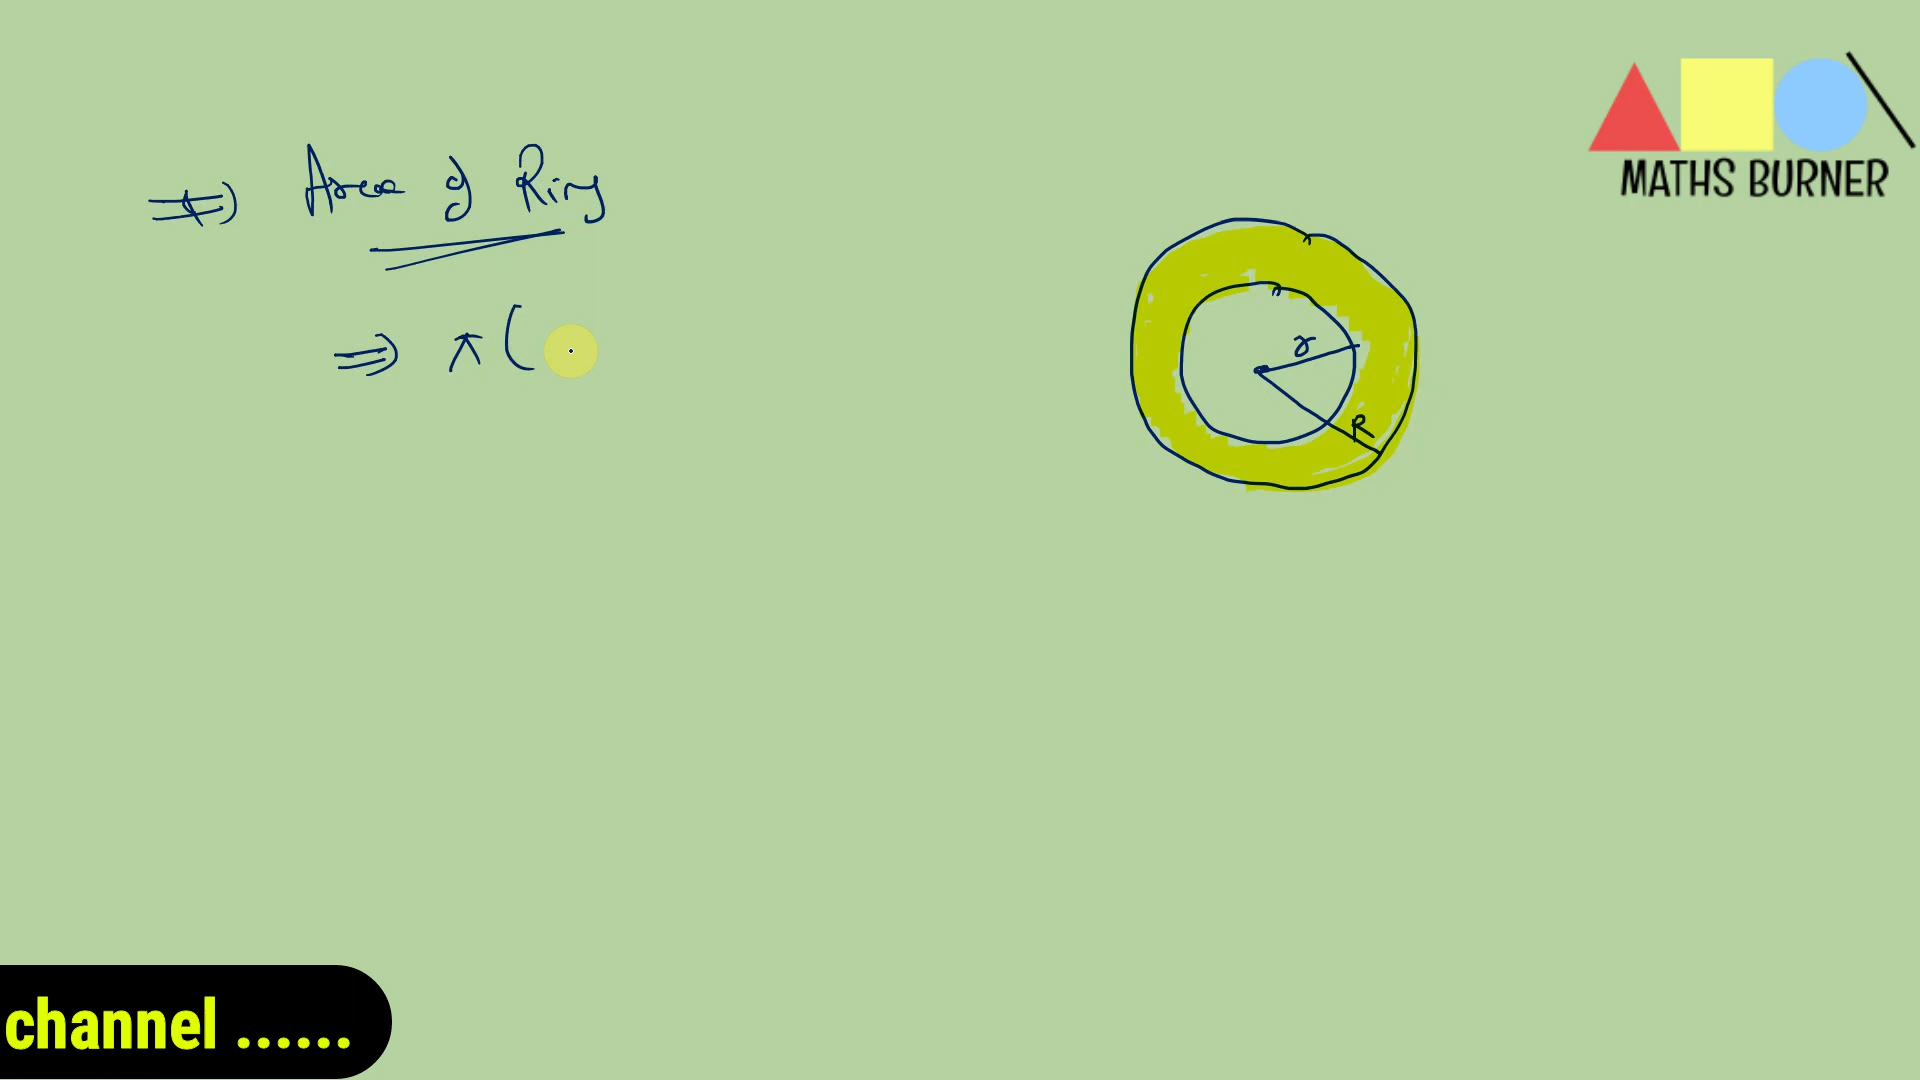 ⇒ Area of Ring
⇒ π (
r
R
MATHS BURNER
channel ......